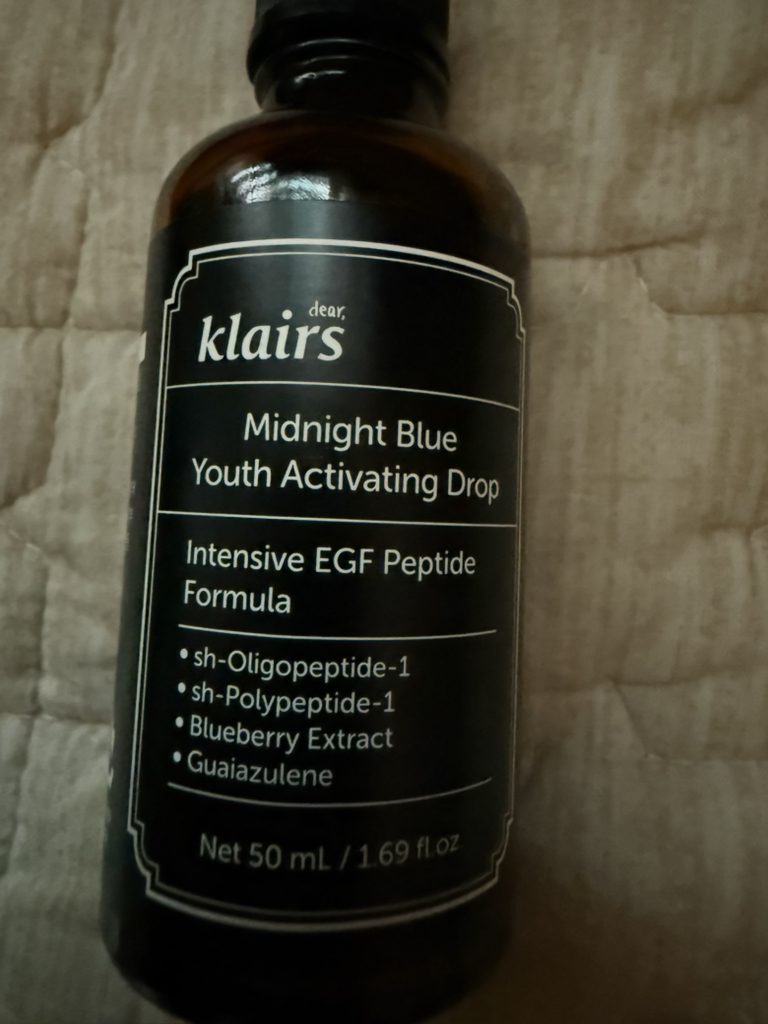 dear,
klairs
Midnight Blue
Youth Activating Drop
Intensive EGF Peptide
Formula
• sh-Oligopeptide-1
• sh-Polypeptide-1
• Blueberry Extract
• Guaiazulene
Net 50 mL / 1.69 fl.oz